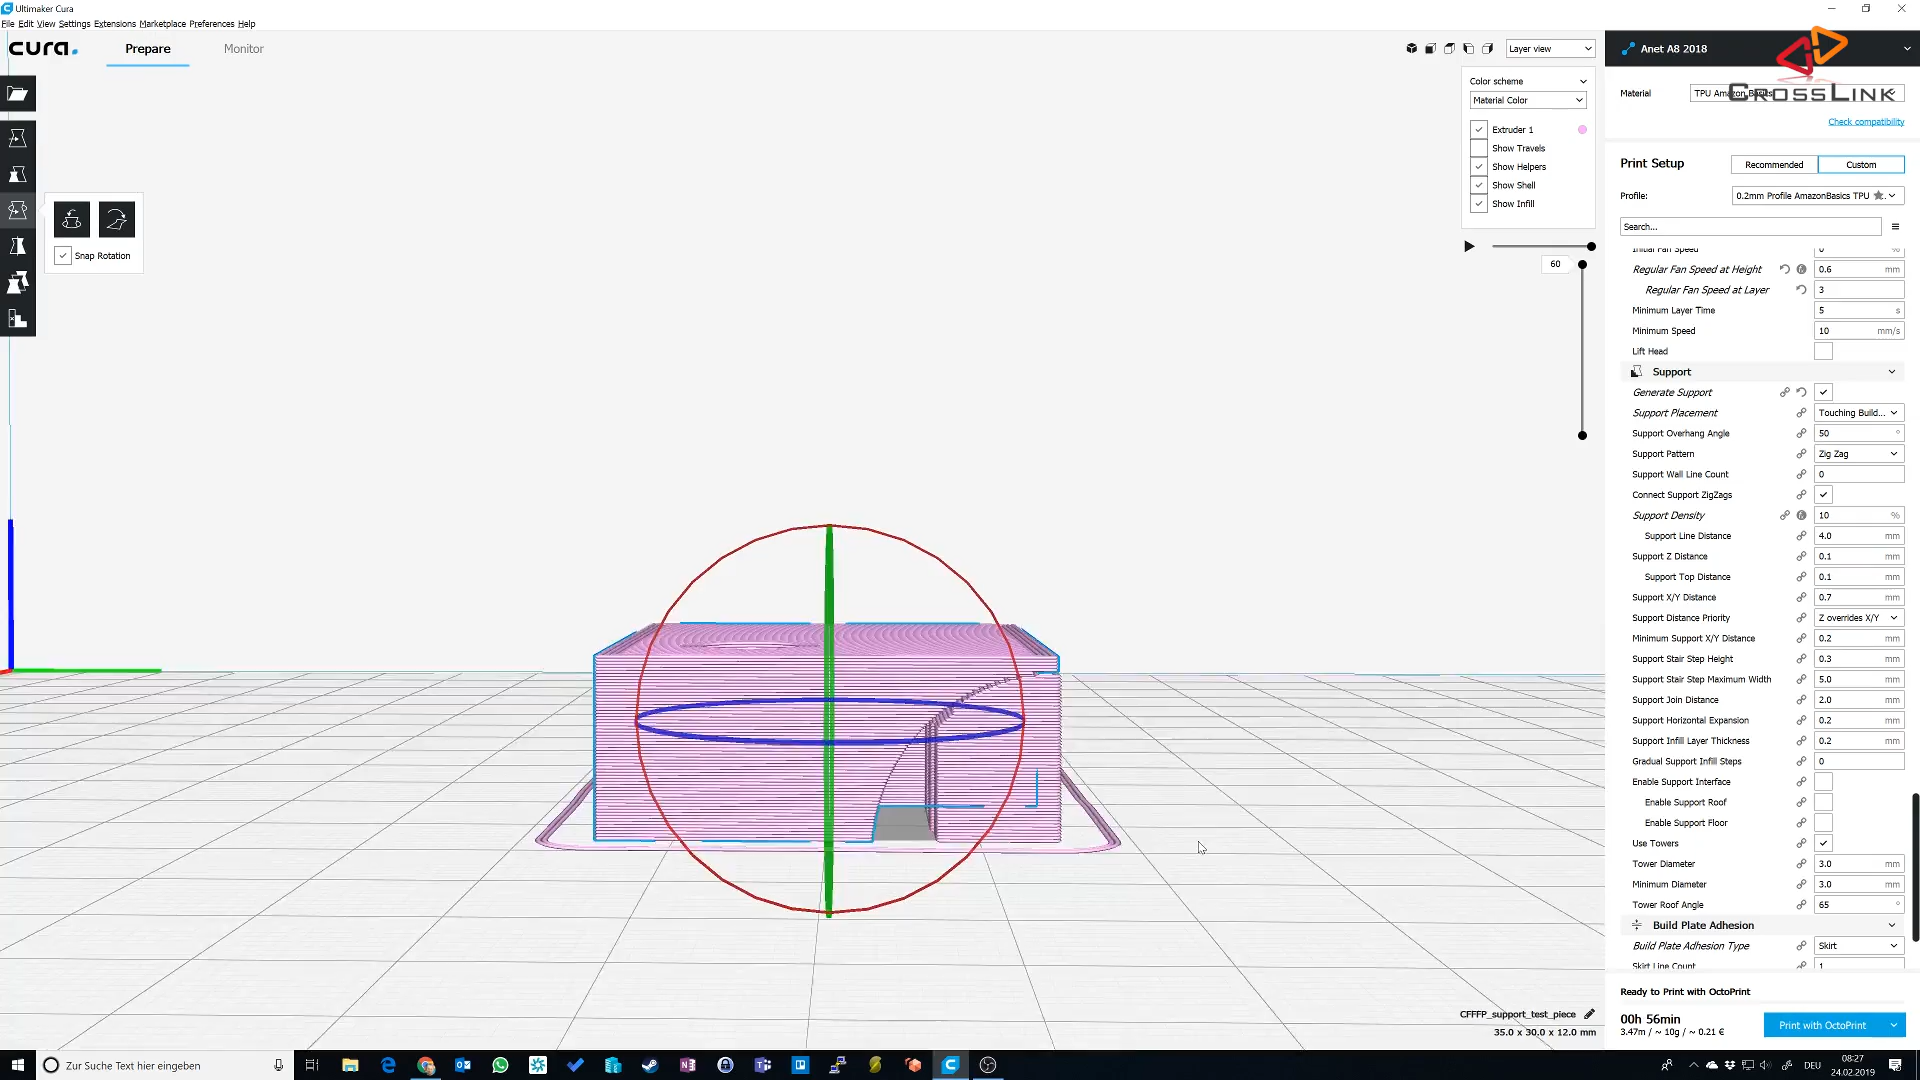 Ultimaker Cura
File Edit View Settings Extensions Marketplace Preferences Help
cura.
Prepare
Monitor
Layer view
Anet A8 2018
Color scheme
Material Color
Extruder 1
Show Travels
Show Helpers
Show Shell
Show Infill
60
Snap Rotation
Material
TPU Amazon Basics
CROSSLINK
Check compatibility
Print Setup
Recommended
Custom
Profile:
0.2mm Profile AmazonBasics TPU
Search...
Initial Fan Speed 0 %
Regular Fan Speed at Height 0.6 mm
Regular Fan Speed at Layer 3
Minimum Layer Time 5 s
Minimum Speed 10 mm/s
Lift Head
Support
Generate Support
Support Placement Touching Build...
Support Overhang Angle 50 °
Support Pattern Zig Zag
Support Wall Line Count 0
Connect Support ZigZags
Support Density 10 %
Support Line Distance 4.0 mm
Support Z Distance 0.1 mm
Support Top Distance 0.1 mm
Support X/Y Distance 0.7 mm
Support Distance Priority Z overrides X/Y
Minimum Support X/Y Distance 0.2 mm
Support Stair Step Height 0.3 mm
Support Stair Step Maximum Width 5.0 mm
Support Join Distance 2.0 mm
Support Horizontal Expansion 0.2 mm
Support Infill Layer Thickness 0.2 mm
Gradual Support Infill Steps 0
Enable Support Interface
Enable Support Roof
Enable Support Floor
Use Towers
Tower Diameter 3.0 mm
Minimum Diameter 3.0 mm
Tower Roof Angle 65 °
Build Plate Adhesion
Build Plate Adhesion Type Skirt
Skirt Line Count 1
Ready to Print with OctoPrint
00h 56min
3.47m / ~ 10g / ~ 0.21 €
Print with OctoPrint
CFFFP_support_test_piece
35.0 x 30.0 x 12.0 mm
Zur Suche Text hier eingeben
DEU
08:27
24.02.2019